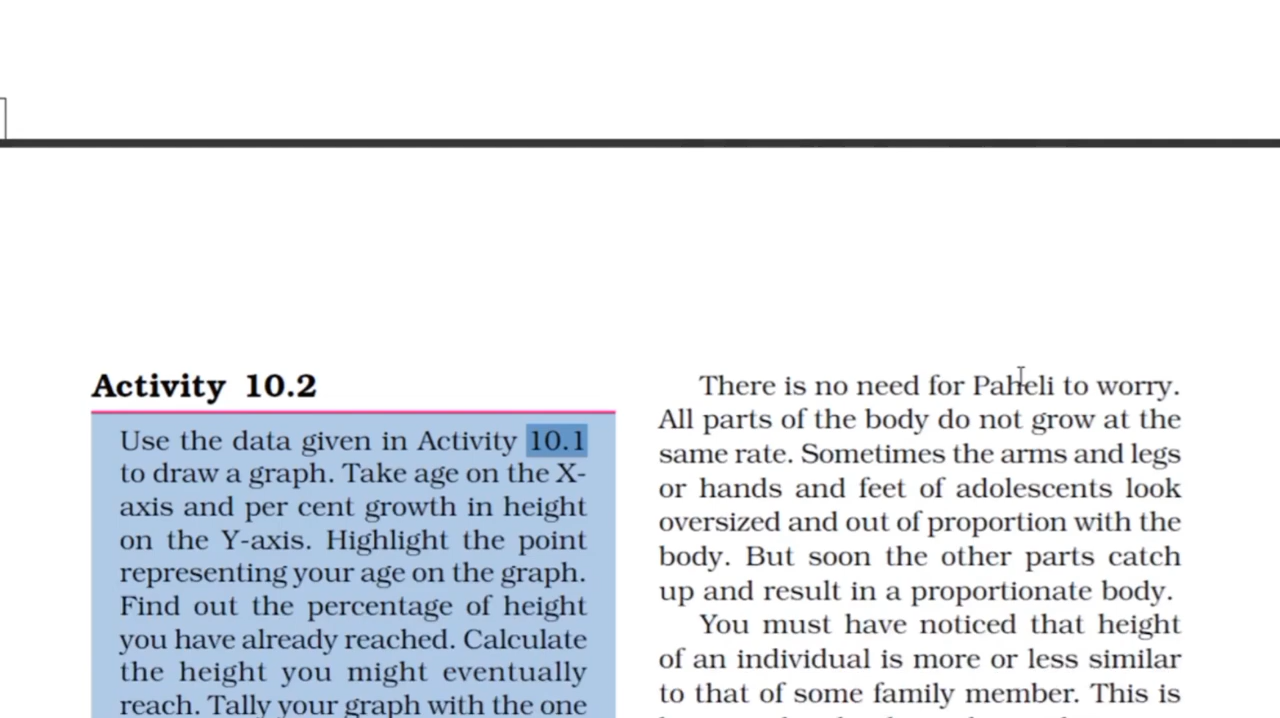 Activity 10.2
Use the data given in Activity 10.1
to draw a graph. Take age on the X-
axis and per cent growth in height
on the Y-axis. Highlight the point
representing your age on the graph.
Find out the percentage of height
you have already reached. Calculate
the height you might eventually
reach. Tally your graph with the one
There is no need for Paheli to worry.
All parts of the body do not grow at the
same rate. Sometimes the arms and legs
or hands and feet of adolescents look
oversized and out of proportion with the
body. But soon the other parts catch
up and result in a proportionate body.
You must have noticed that height
of an individual is more or less similar
to that of some family member. This is